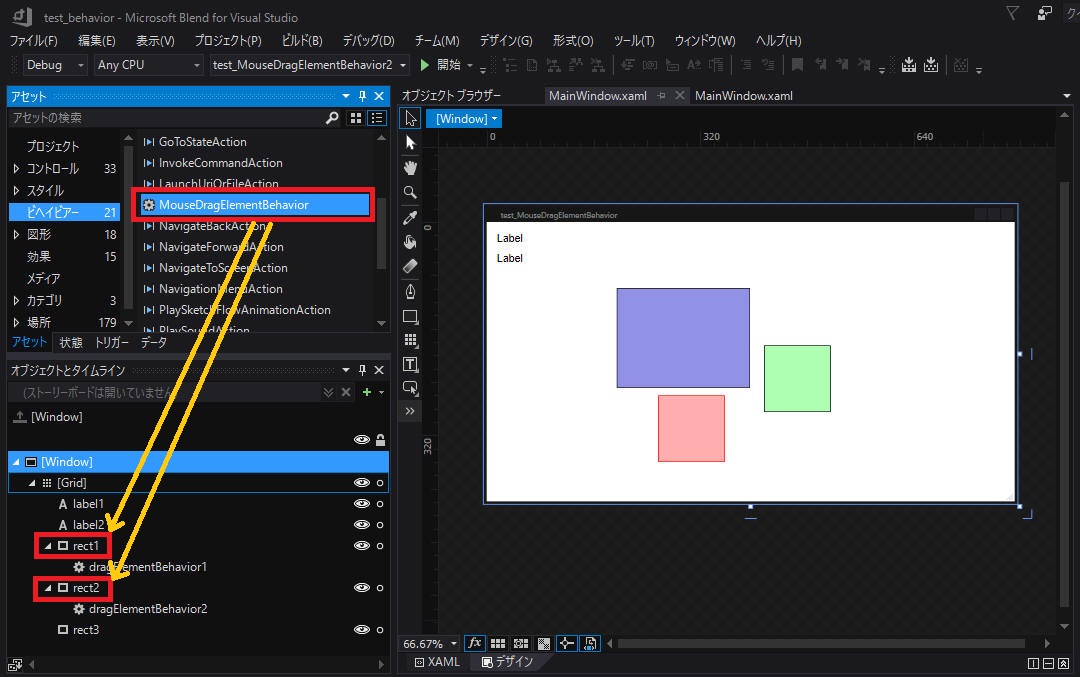 test_behavior - Microsoft Blend for Visual Studio
ファイル(F) 編集(E) 表示(V) プロジェクト(P) ビルド(B) デバッグ(D) チーム(M) デザイン(G) 形式(O) ツール(T) ウィンドウ(W) ヘルプ(H)
Debug Any CPU test_MouseDragElementBehavior2 開始
アセット
アセットの検索
プロジェクト
コントロール 33
スタイル
ビヘイビアー 21
図形 18
効果 15
メディア
カテゴリ 3
場所 179
GoToStateAction
InvokeCommandAction
LaunchUriOrFileAction
MouseDragElementBehavior
NavigateBackAction
NavigateForwardAction
NavigateToScreenAction
NavigationMenuAction
PlaySketchFlowAnimationAction
PlaySoundAction
アセット 状態 トリガー データ
オブジェクトとタイムライン
(ストーリーボードは開いていません)
[Window]
[Window]
[Grid]
label1
label2
rect1
dragElementBehavior1
rect2
dragElementBehavior2
rect3
オブジェクト ブラウザー MainWindow.xaml MainWindow.xaml
[Window]
0 320 640
0
320
test_MouseDragElementBehavior
Label
Label
66.67% fx
XAML デザイン